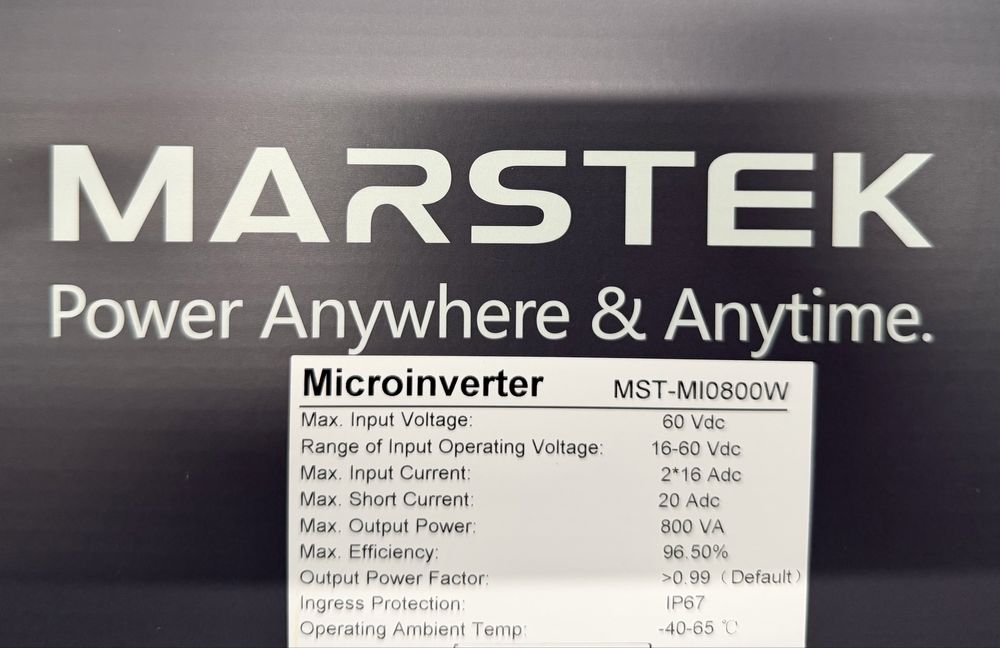 MARSTEK
Power Anywhere & Anytime.
Microinverter MST-MI0800W
Max. Input Voltage: 60 Vdc
Range of Input Operating Voltage: 16-60 Vdc
Max. Input Current: 2*16 Adc
Max. Short Current: 20 Adc
Max. Output Power: 800 VA
Max. Efficiency: 96.50%
Output Power Factor: >0.99（Default）
Ingress Protection: IP67
Operating Ambient Temp: -40-65 ℃